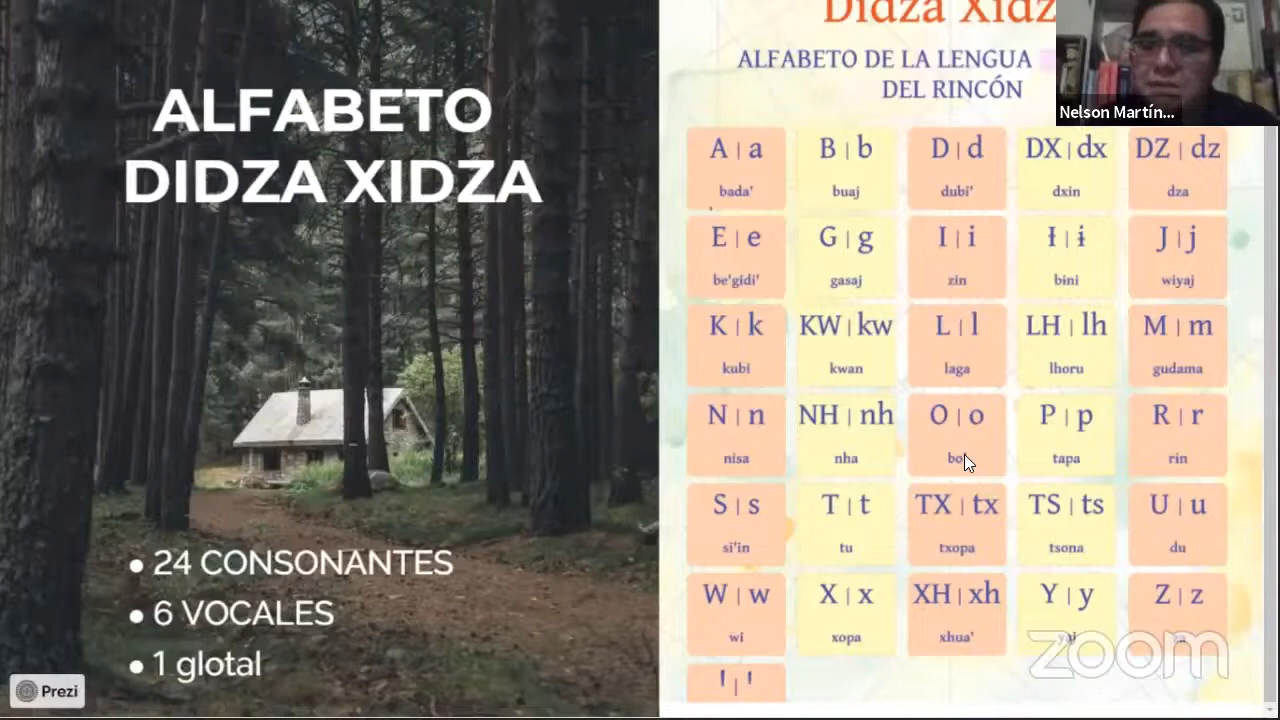 ALFABETO
DIDZA XIDZA
24 CONSONANTES
6 VOCALES
1 glotal
Prezi
Didza Xidz
ALFABETO DE LA LENGUA
DEL RINCÓN
Nelson Martín...
A | a B | b D | d DX | dx DZ | dz
bada' buaj dubi' dxin dza
E | e G | g I | i Ɨ | ɨ J | j
be'gidi' gasaj zin bɨni wiyaj
K | k KW | kw L | l LH | lh M | m
kubi kwan laga lhoru gudama
N | n NH | nh O | o P | p R | r
nisa nha tapa rin
S | s T | t TX | tx TS | ts U | u
si'in tu txopa tsona du
W | w X | x XH | xh Y | y Z | z
wi xopa xhua'
' | '
zoom